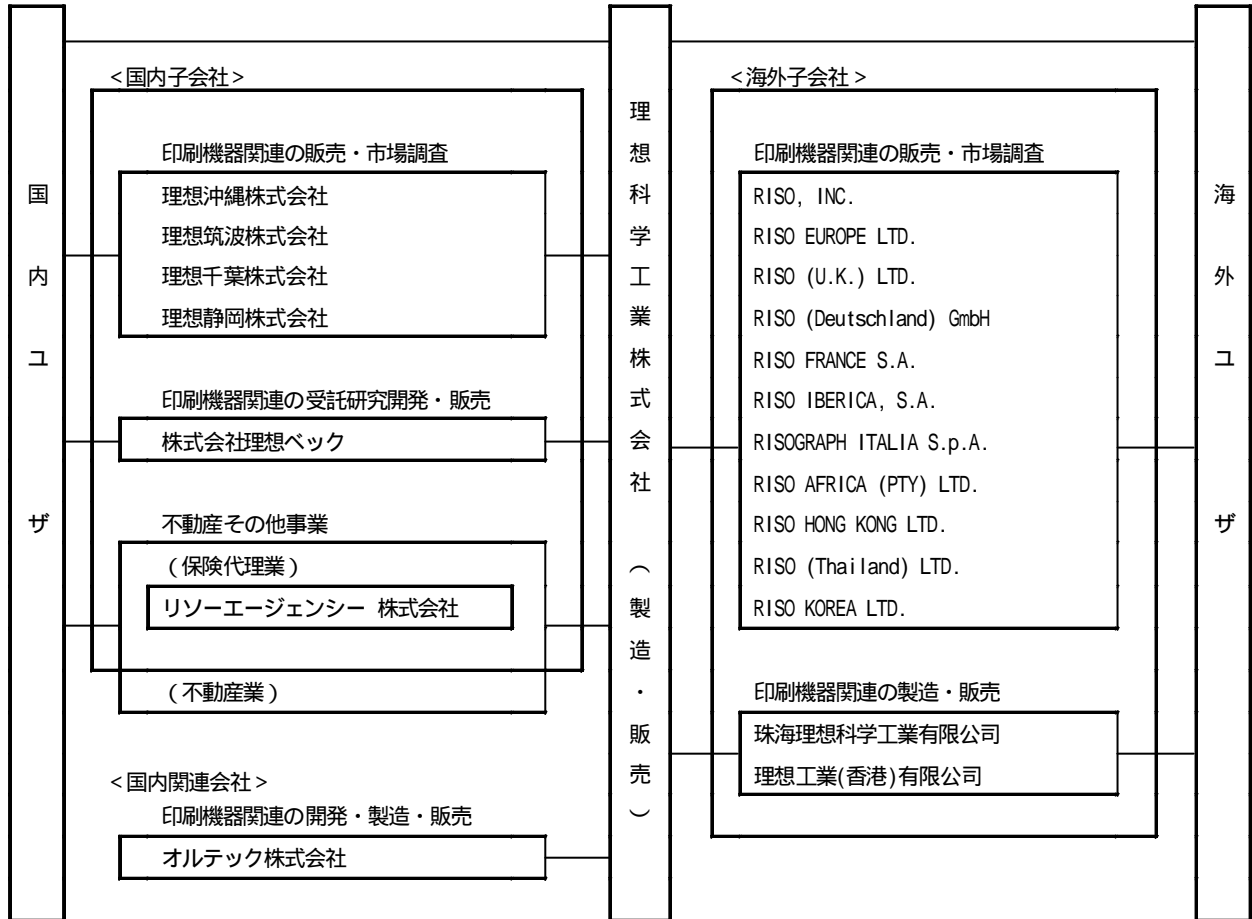 国内ユーザ
<国内子会社>
印刷機器関連の販売・市場調査
理想沖縄株式会社
理想筑波株式会社
理想千葉株式会社
理想静岡株式会社
印刷機器関連の受託研究開発・販売
株式会社理想ベック
不動産その他事業
(保険代理業)
リソーエージェンシー 株式会社
(不動産業)
<国内関連会社>
印刷機器関連の開発・製造・販売
オルテック株式会社
理想科学工業株式会社(製造・販売)
<海外子会社>
印刷機器関連の販売・市場調査
RISO, INC.
RISO EUROPE LTD.
RISO (U.K.) LTD.
RISO (Deutschland) GmbH
RISO FRANCE S.A.
RISO IBERICA, S.A.
RISOGRAPH ITALIA S.p.A.
RISO AFRICA (PTY) LTD.
RISO HONG KONG LTD.
RISO (Thailand) LTD.
RISO KOREA LTD.
印刷機器関連の製造・販売
珠海理想科学工業有限公司
理想工業(香港)有限公司
海外ユザ